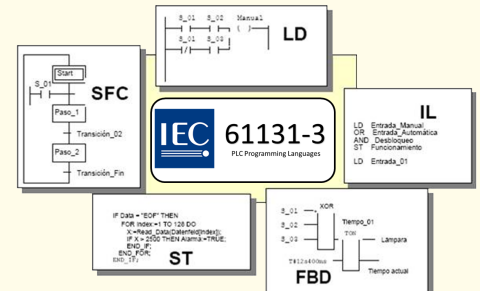 S_01 S_02 Manual
( )
S_01 S_03
LD
Start
S_01
SFC
Paso_1
Transición_02
Paso_2
Transición_Fin
IEC 61131-3
PLC Programming Languages
IL
LD Entrada_Manual
OR Entrada_Automática
AND Desbloqueo
ST Funcionamiento
LD Entrada_01
IF Data = "EOF" THEN
FOR Index:=1 TO 128 DO
X:=Read_Data(Datenfeld[Index]);
IF X > 2500 THEN Alarma:=TRUE;
END_IF;
END_FOR;
END_IF;
ST
XOR
S_01
S_02
S_03
Tiempo_01
TON
Lámpara
T#12s400ms
Tiempo actual
FBD